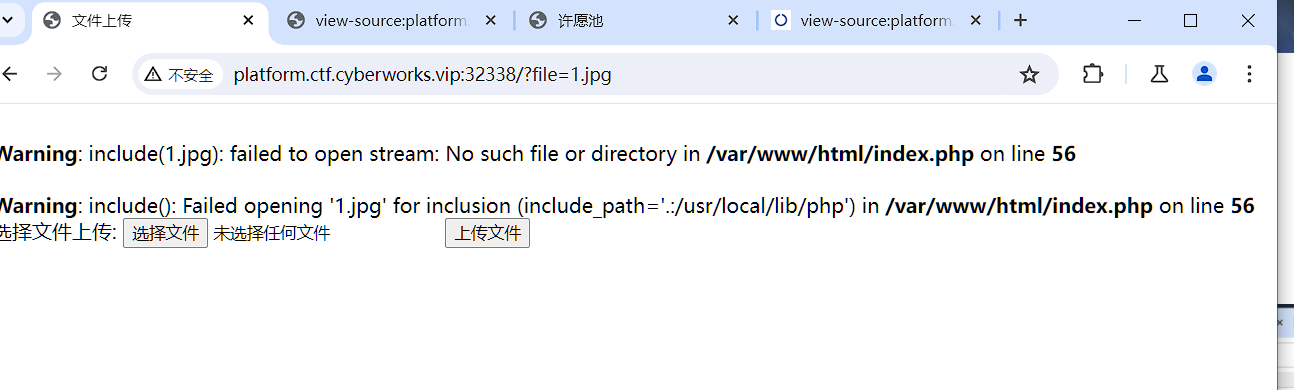 文件上传
view-source:platform.
许愿池
view-source:platform.
不安全
platform.ctf.cyberworks.vip:32338/?file=1.jpg
Warning: include(1.jpg): failed to open stream: No such file or directory in /var/www/html/index.php on line 56
Warning: include(): Failed opening '1.jpg' for inclusion (include_path='.:/usr/local/lib/php') in /var/www/html/index.php on line 56
选择文件上传: 选择文件 未选择任何文件 上传文件